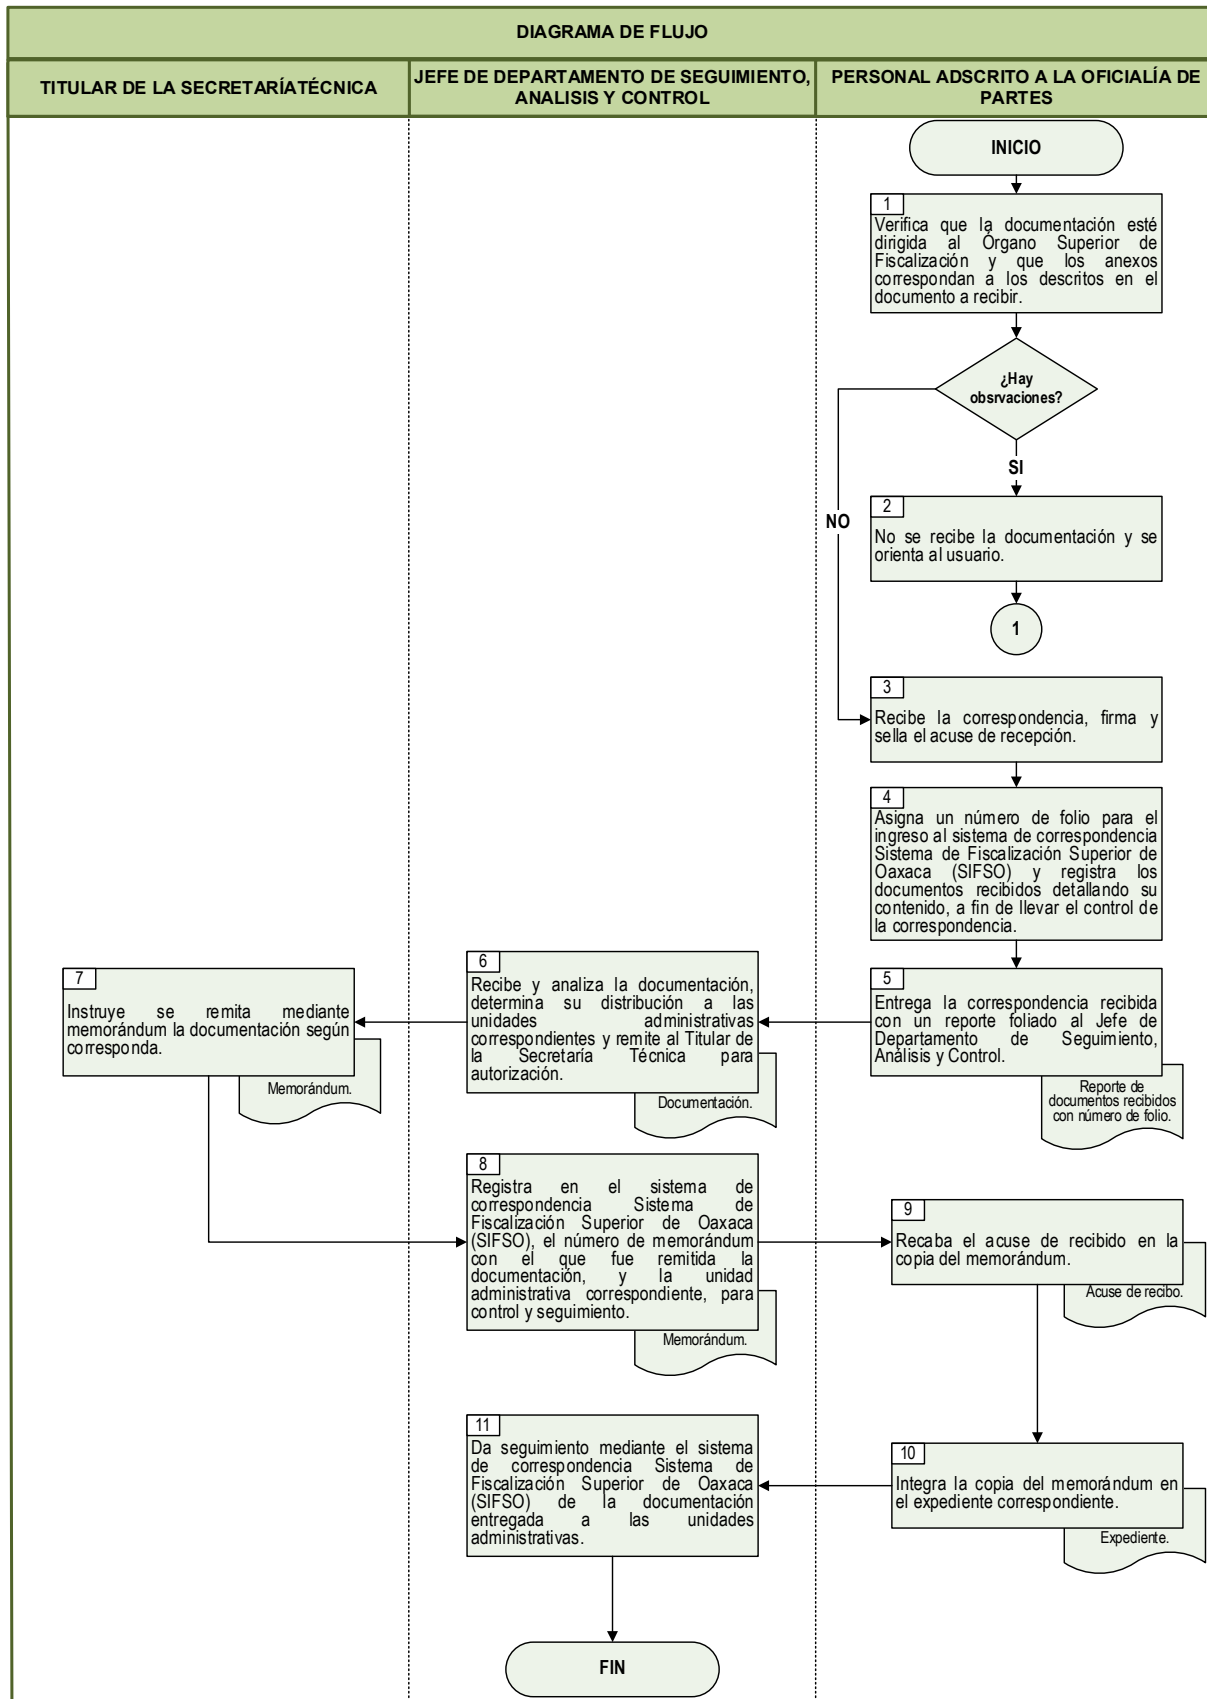 DIAGRAMA DE FLUJO
TITULAR DE LA SECRETARÍATÉCNICA
JEFE DE DEPARTAMENTO DE SEGUIMIENTO,
ANALISIS Y CONTROL
PERSONAL ADSCRITO A LA OFICIALÍA DE
PARTES
INICIO
1
Verifica que la documentación esté
dirigida al Órgano Superior de
Fiscalización y que los anexos
correspondan a los descritos en el
documento a recibir.
¿Hay
obsrvaciones?
SI
NO
2
No se recibe la documentación y se
orienta al usuario.
1
3
Recibe la correspondencia, firma y
sella el acuse de recepción.
4
Asigna un número de folio para el
ingreso al sistema de correspondencia
Sistema de Fiscalización Superior de
Oaxaca (SIFSO) y registra los
documentos recibidos detallando su
contenido, a fin de llevar el control de
la correspondencia.
5
Entrega la correspondencia recibida
con un reporte foliado al Jefe de
Departamento de Seguimiento,
Análisis y Control.
Reporte de
documentos recibidos
con número de folio.
6
Recibe y analiza la documentación,
determina su distribución a las
unidades administrativas
correspondientes y remite al Titular de
la Secretaría Técnica para
autorización.
Documentación.
7
Instruye se remita mediante
memorándum la documentación según
corresponda.
Memorándum.
8
Registra en el sistema de
correspondencia Sistema de
Fiscalización Superior de Oaxaca
(SIFSO), el número de memorándum
con el que fue remitida la
documentación, y la unidad
administrativa correspondiente, para
control y seguimiento.
Memorándum.
9
Recaba el acuse de recibido en la
copia del memorándum.
Acuse de recibo.
10
Integra la copia del memorándum en
el expediente correspondiente.
Expediente.
11
Da seguimiento mediante el sistema
de correspondencia Sistema de
Fiscalización Superior de Oaxaca
(SIFSO) de la documentación
entregada a las unidades
administrativas.
FIN